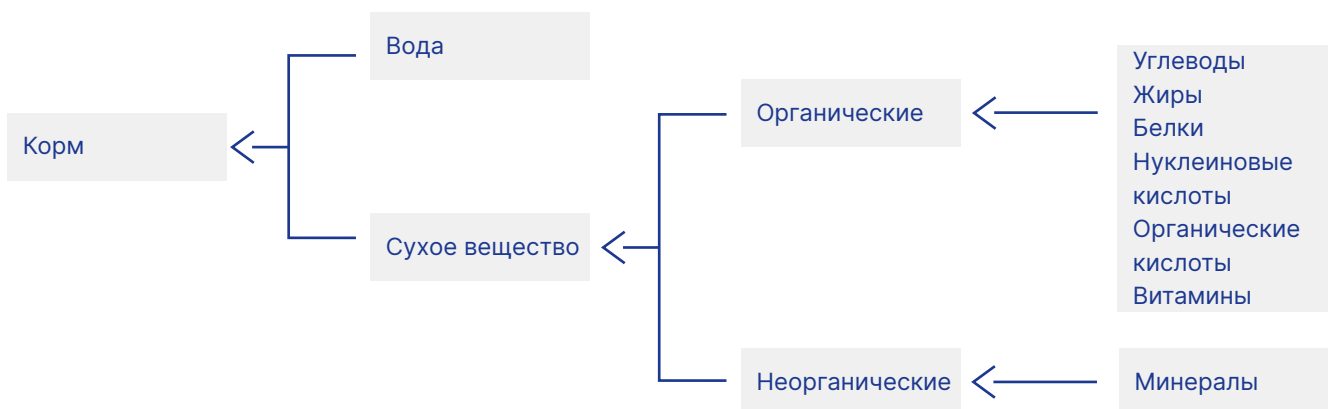 Корм
Вода
Сухое вещество
Органические
Неорганические
Углеводы
Жиры
Белки
Нуклеиновые
кислоты
Органические
кислоты
Витамины
Минералы